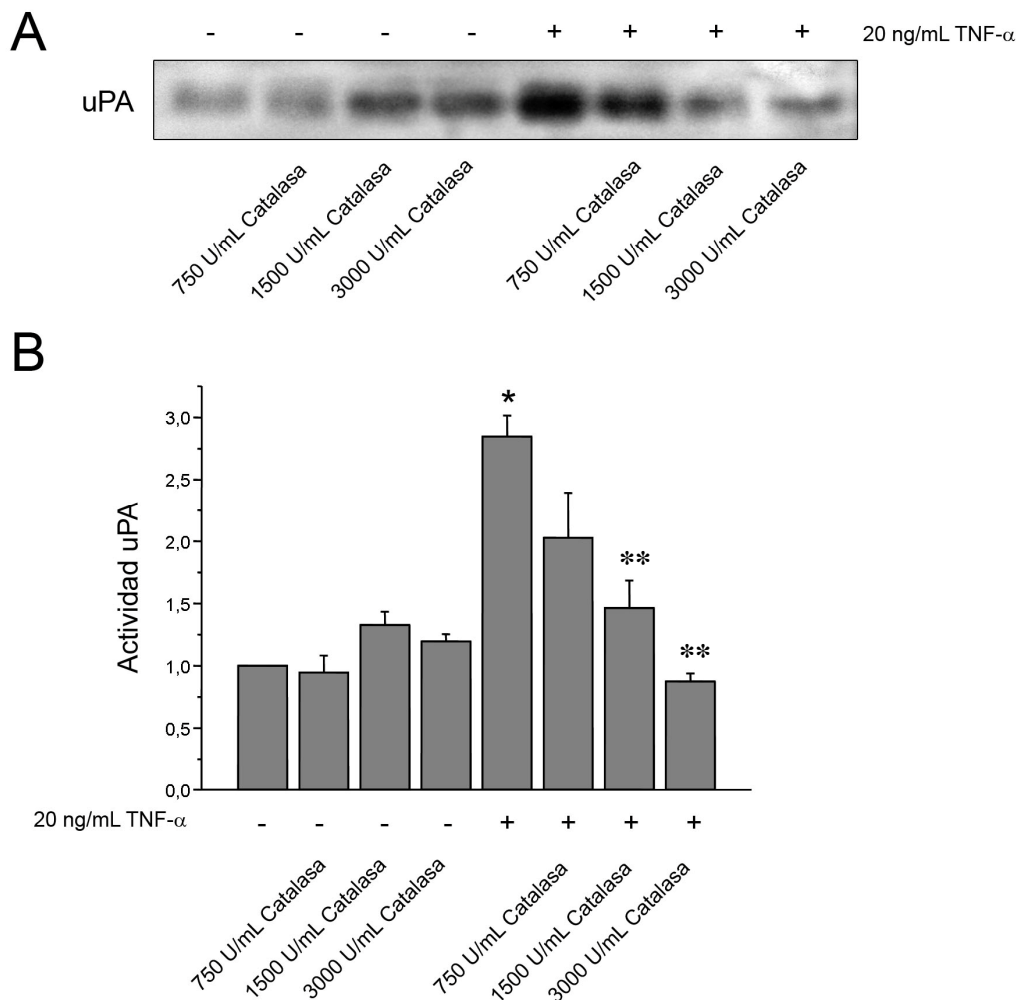 A
- - - - + + + + 20 ng/mL TNF-α
uPA
750 U/mL Catalasa
1500 U/mL Catalasa
3000 U/mL Catalasa
750 U/mL Catalasa
1500 U/mL Catalasa
3000 U/mL Catalasa
B
Actividad uPA
3,0
2,5
2,0
1,5
1,0
0,5
0,0
*
**
**
20 ng/mL TNF-α - - - - + + + +
750 U/mL Catalasa
1500 U/mL Catalasa
3000 U/mL Catalasa
750 U/mL Catalasa
1500 U/mL Catalasa
3000 U/mL Catalasa